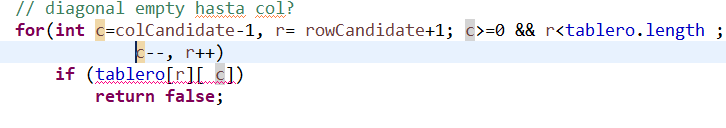 // diagonal empty hasta col?
for(int c=colCandidate-1, r= rowCandidate+1; c>=0 && r<tablero.length ;
c--, r++)
if (tablero[r][ c])
return false;